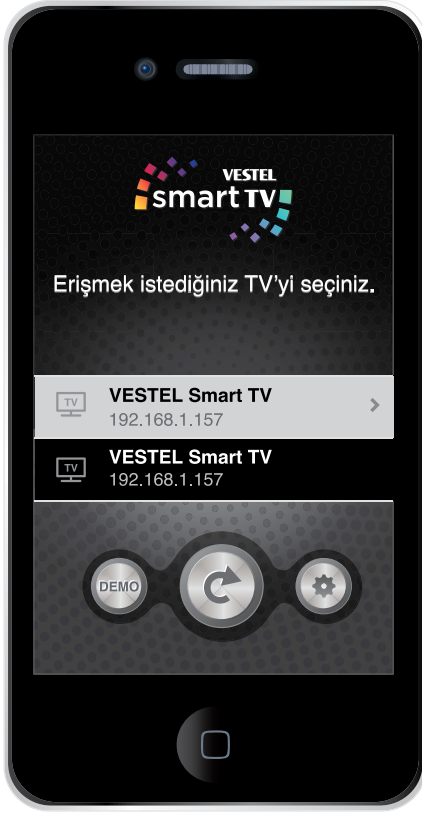 VESTEL
smart TV
Erişmek istediğiniz TV'yi seçiniz.
TV
VESTEL Smart TV
192.168.1.157
TV
VESTEL Smart TV
192.168.1.157
DEMO